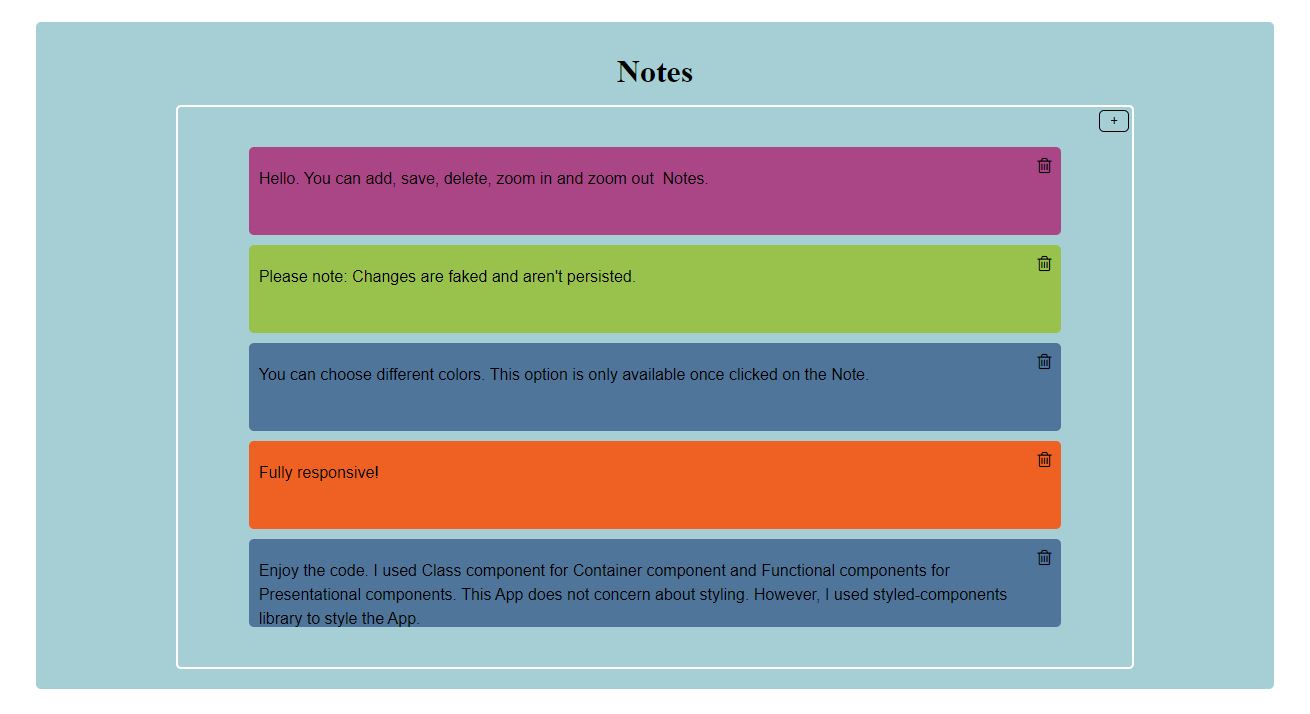 Notes
+
Hello. You can add, save, delete, zoom in and zoom out  Notes.
Please note: Changes are faked and aren't persisted.
You can choose different colors. This option is only available once clicked on the Note.
Fully responsive!
Enjoy the code. I used Class component for Container component and Functional components for
Presentational components. This App does not concern about styling. However, I used styled-components
library to style the App.